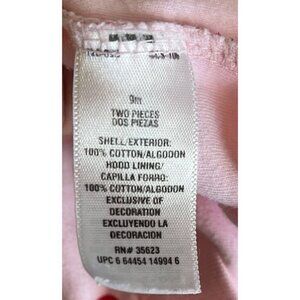 9m
TWO PIECES
DOS PIEZAS
SHELL/EXTERIOR:
100% COTTON/ALGODON
HOOD LINING/
CAPILLA FORRO:
100% COTTON/ALGODON
EXCLUSIVE OF
DECORATION
EXCLUYENDO LA
DECORACION
RN# 35623
UPC 6 64454 14994 6